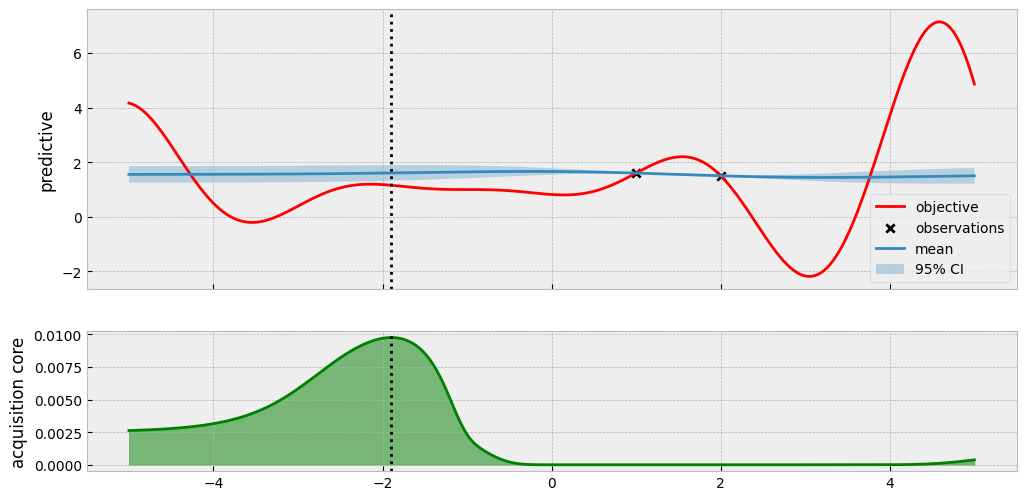 predictive
6
4
2
0
−2
objective
observations
mean
95% CI
acquisition core
0.0100
0.0075
0.0050
0.0025
0.0000
−4
−2
0
2
4